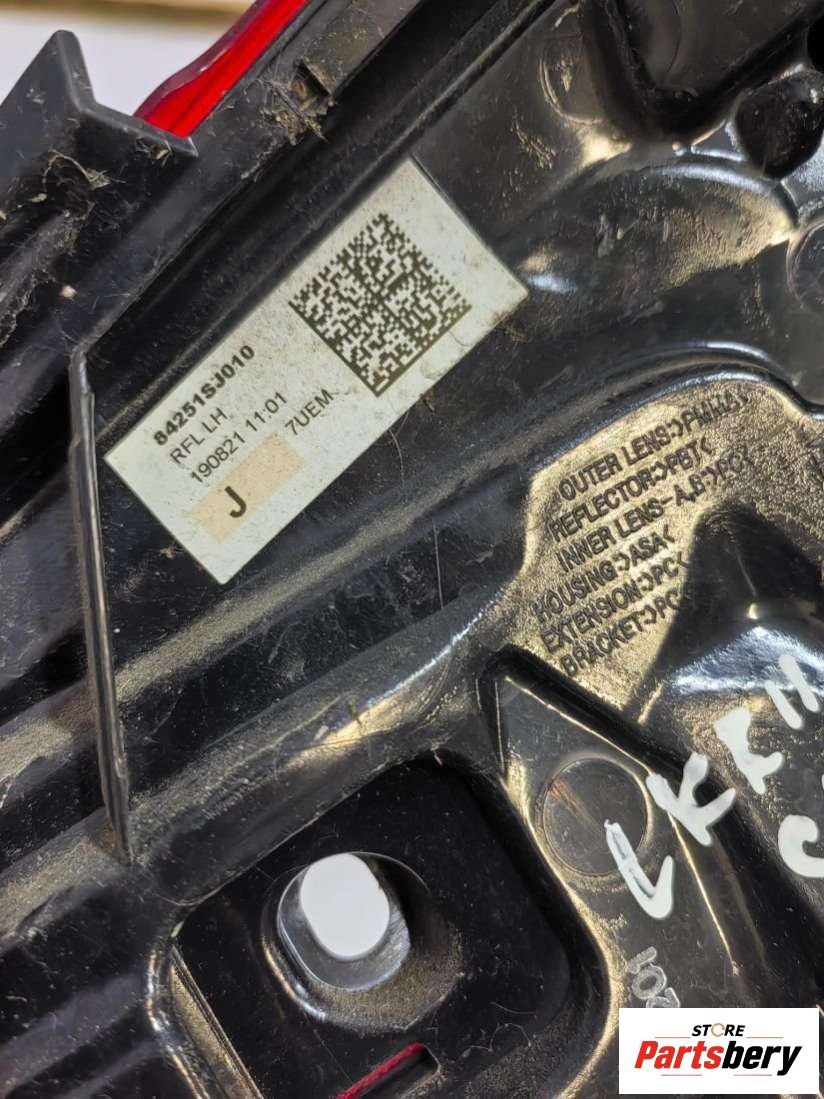 84251SJ010
RFL LH
190821 11:01
7UEM
J
OUTER LENS:>PMMA<
REFLECTOR:>PBT<
INNER LENS-A,B:>PC<
HOUSING:>ASA<
EXTENSION:>PC<
BRACKET:>PC<
STORE
Partsbery